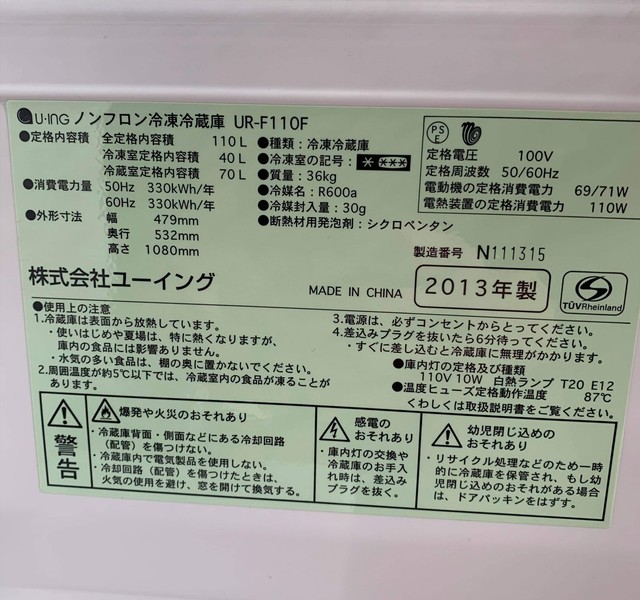 U·ING ノンフロン冷凍冷蔵庫 UR-F110F
●定格内容積 全定格内容積 110L
冷凍室定格内容積 40L
冷蔵室定格内容積 70L
●消費電力量 50Hz 330kWh/年
60Hz 330kWh/年
●外形寸法 幅 479mm
奥行 532mm
高さ 1080mm
●種類：冷凍冷蔵庫
●冷凍室の記号：
●質量：36kg
●冷媒名：R600a
●冷媒封入量：30g
●断熱材用発泡剤：シクロペンタン
PSE
100
定格電圧 100V
定格周波数 50/60Hz
電動機の定格消費電力 69/71W
電熱装置の定格消費電力 110W
製造番号 N111315
株式会社ユーイング
MADE IN CHINA
2013年製
TÜVRheinland
●使用上の注意
1.冷蔵庫は表面から放熱しています。
・使いはじめや夏場は、特に熱くなりますが、
庫内の食品には影響ありません。
・水気の多い食品は、棚の奥に置かないでください。
2.周囲温度が約5℃以下では、冷蔵室内の食品が凍ることが
あります。
3.電源は、必ずコンセントからとってください。
4.差込みプラグを抜いたら6分待ってください。
・すぐに差し込むと冷蔵庫に無理がかかります。
●庫内灯の定格及び種類
110V 10W 白熱ランプ T20 E12
●温度ヒューズ定格動作温度 87℃
くわしくは取扱説明書をご覧ください。
警告
爆発や火災のおそれあり
・冷蔵庫背面・側面などにある冷却回路
(配管)を傷つけない。
・冷蔵庫内で電気製品を使用しない。
・冷却回路(配管)を傷つけたときは、
火気の使用を避け、窓を開けて換気する。
感電の
おそれあり
・庫内灯の交換や
冷蔵庫のお手入
れ時は、差込み
プラグを抜く。
幼児閉じ込めの
おそれあり
・リサイクル処理などのため一時
的に冷蔵庫を保管され、もし幼
児閉じ込めのおそれがある場合
は、ドアパッキンをはずす。